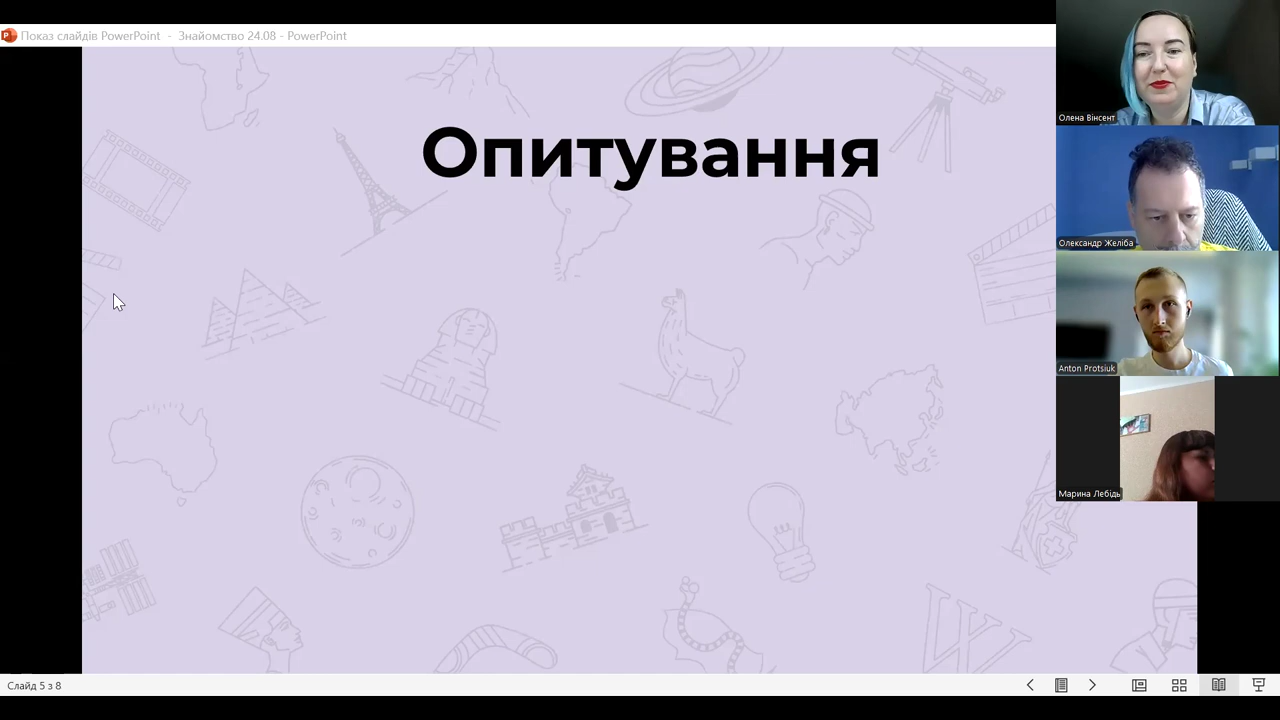 Показ слайдів PowerPoint - Знайомство 24.08 - PowerPoint
Опитування
Олена Вінсент
Олександр Желіба
Anton Protsiuk
Марина Лебідь
W
Слайд 5 з 8